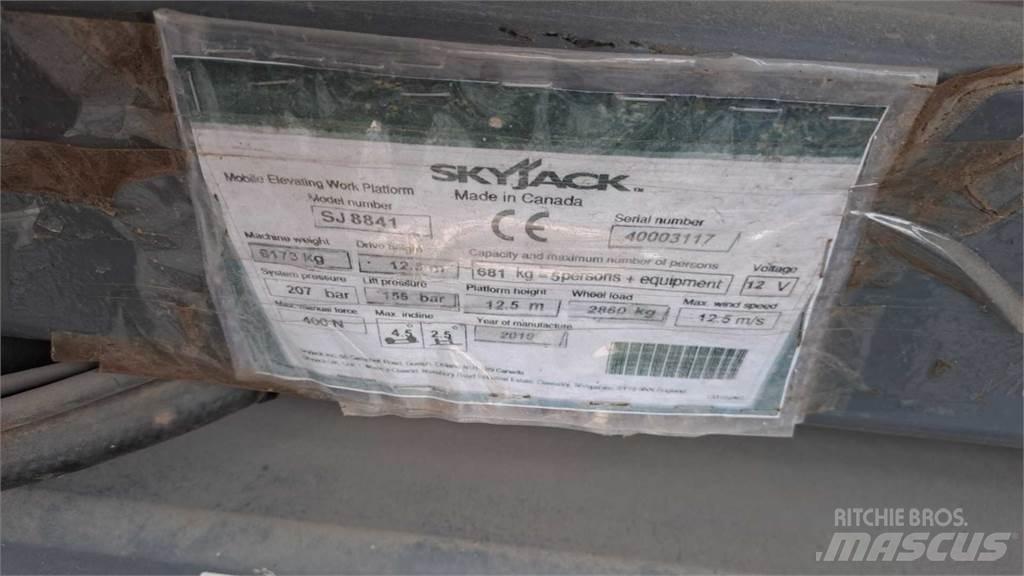 SKYJACK™
Mobile Elevating Work Platform
Made in Canada
Model number
SJ 8841
CE
Serial number
40003117
Machine weight
6173 Kg
Drive height
12.5 m
Capacity and maximum number of persons
681 kg = 5persons + equipment
Voltage
12 V
System pressure
207 bar
Lift pressure
155 bar
Platform height
12.5 m
Wheel load
2860 kg
Max. wind speed
12.5 m/s
Max. manual force
400 N
Max. incline
4.5° 2.5°
Year of manufacture
RITCHIE BROS.
MASCUS